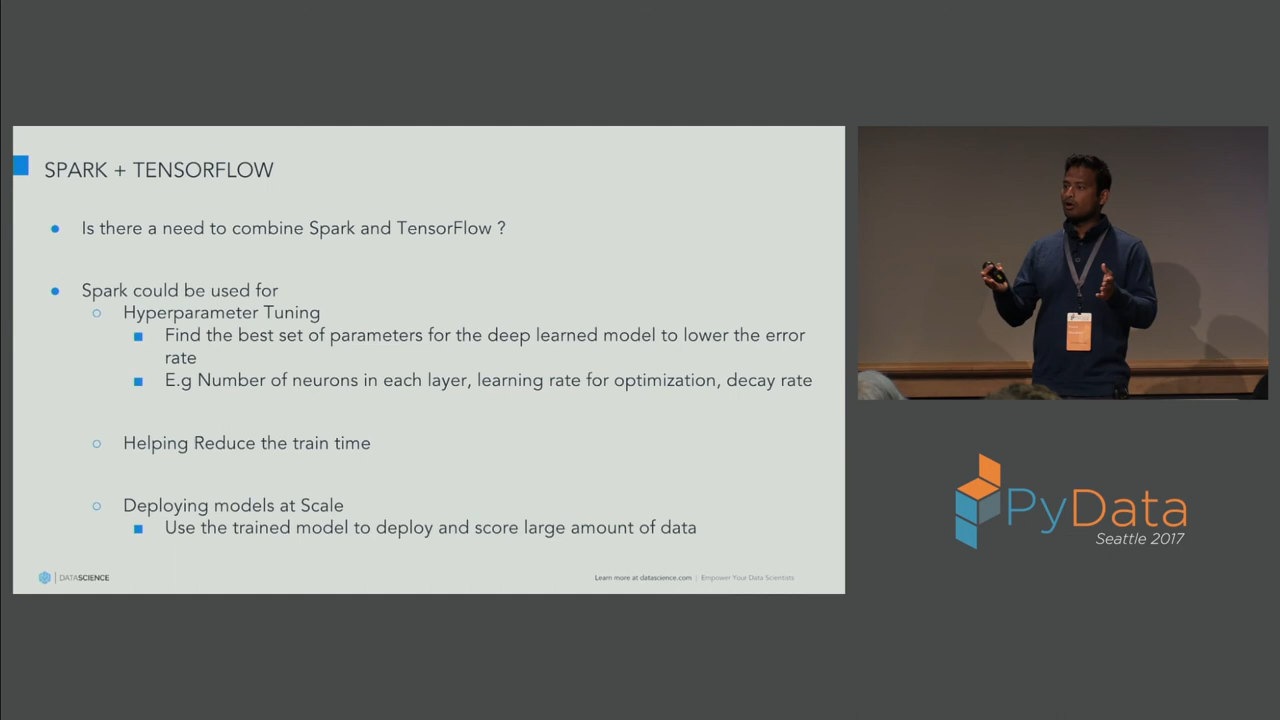 SPARK + TENSORFLOW
Is there a need to combine Spark and TensorFlow ?
Spark could be used for
Hyperparameter Tuning
Find the best set of parameters for the deep learned model to lower the error
rate
E.g Number of neurons in each layer, learning rate for optimization, decay rate
Helping Reduce the train time
Deploying models at Scale
Use the trained model to deploy and score large amount of data
DATASCIENCE
Learn more at datascience.com | Empower Your Data Scientists
PyData
Seattle 2017